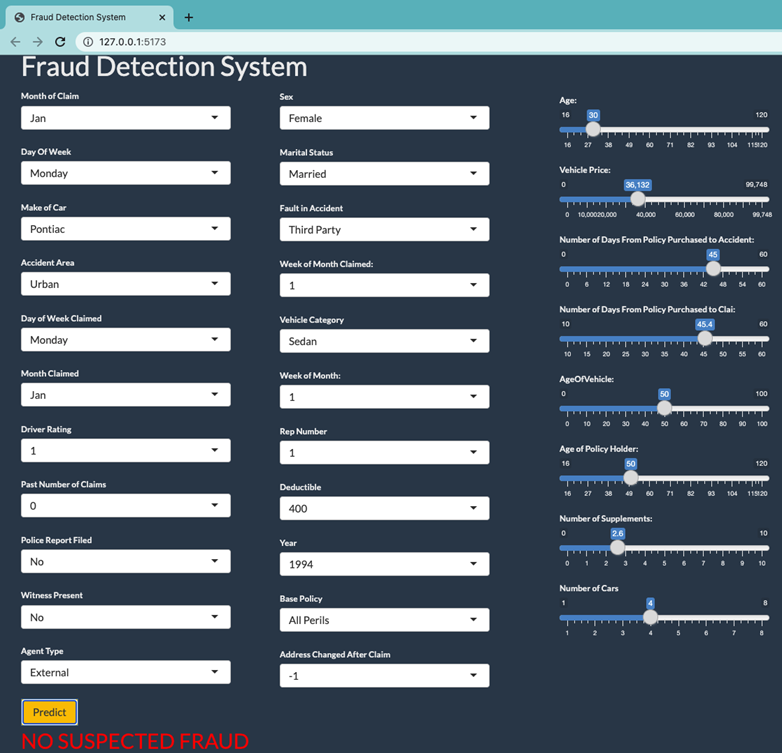 Fraud Detection System
127.0.0.1:5173
Fraud Detection System
Month of Claim
Jan
Day Of Week
Monday
Make of Car
Pontiac
Accident Area
Urban
Day of Week Claimed
Monday
Month Claimed
Jan
Driver Rating
1
Past Number of Claims
0
Police Report Filed
No
Witness Present
No
Agent Type
External
Predict
NO SUSPECTED FRAUD
Sex
Female
Marital Status
Married
Fault in Accident
Third Party
Week of Month Claimed:
1
Vehicle Category
Sedan
Week of Month:
1
Rep Number
1
Deductible
400
Year
1994
Base Policy
All Perils
Address Changed After Claim
-1
Age:
16 30 120
16 27 38 49 60 71 82 93 104 115120
Vehicle Price:
0 36,132 99,748
0 10,00020,000 40,000 60,000 80,000 99,748
Number of Days From Policy Purchased to Accident:
0 45 60
0 6 12 18 24 30 36 42 48 54 60
Number of Days From Policy Purchased to Clai:
10 45.4 60
10 15 20 25 30 35 40 45 50 55 60
AgeOfVehicle:
0 50 100
0 10 20 30 40 50 60 70 80 90 100
Age of Policy Holder:
16 50 120
16 27 38 49 60 71 82 93 104 115120
Number of Supplements:
0 2.6 10
0 1 2 3 4 5 6 7 8 9 10
Number of Cars
1 4 8
1 2 3 4 5 6 7 8